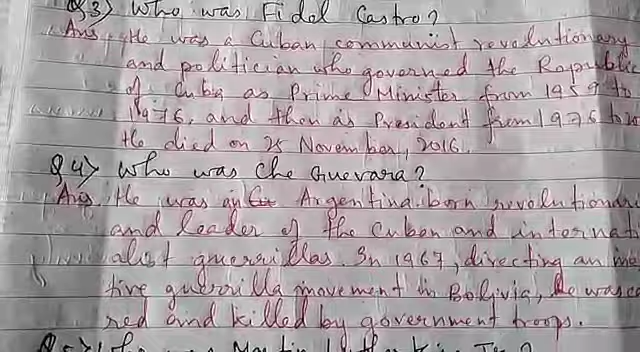 Q3) Who was Fidel Castro?
Ans, He was a Cuban communist revolutionary
and politician who governed the Republic
of Cuba as Prime Minister from 1959 to
1976, and then as President from 1976 to
He died on 25 November, 2016.
Q4) Who was Che Guevara?
Ans, He was an Argentina born revolutionari
and leader of the Cuban and internati
alist guerrillas. In 1967, directing an
tive guerrilla movement in Bolivia, he was ca
red and killed by government troops.